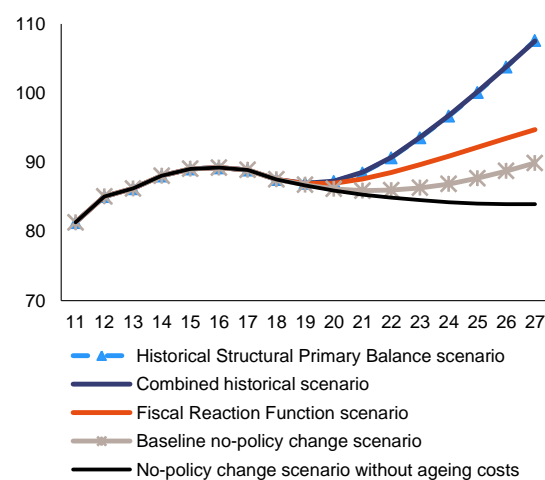 110
100
90
80
70
11 12 13 14 15 16 17 18 19 20 21 22 23 24 25 26 27
Historical Structural Primary Balance scenario
Combined historical scenario
Fiscal Reaction Function scenario
Baseline no-policy change scenario
No-policy change scenario without ageing costs